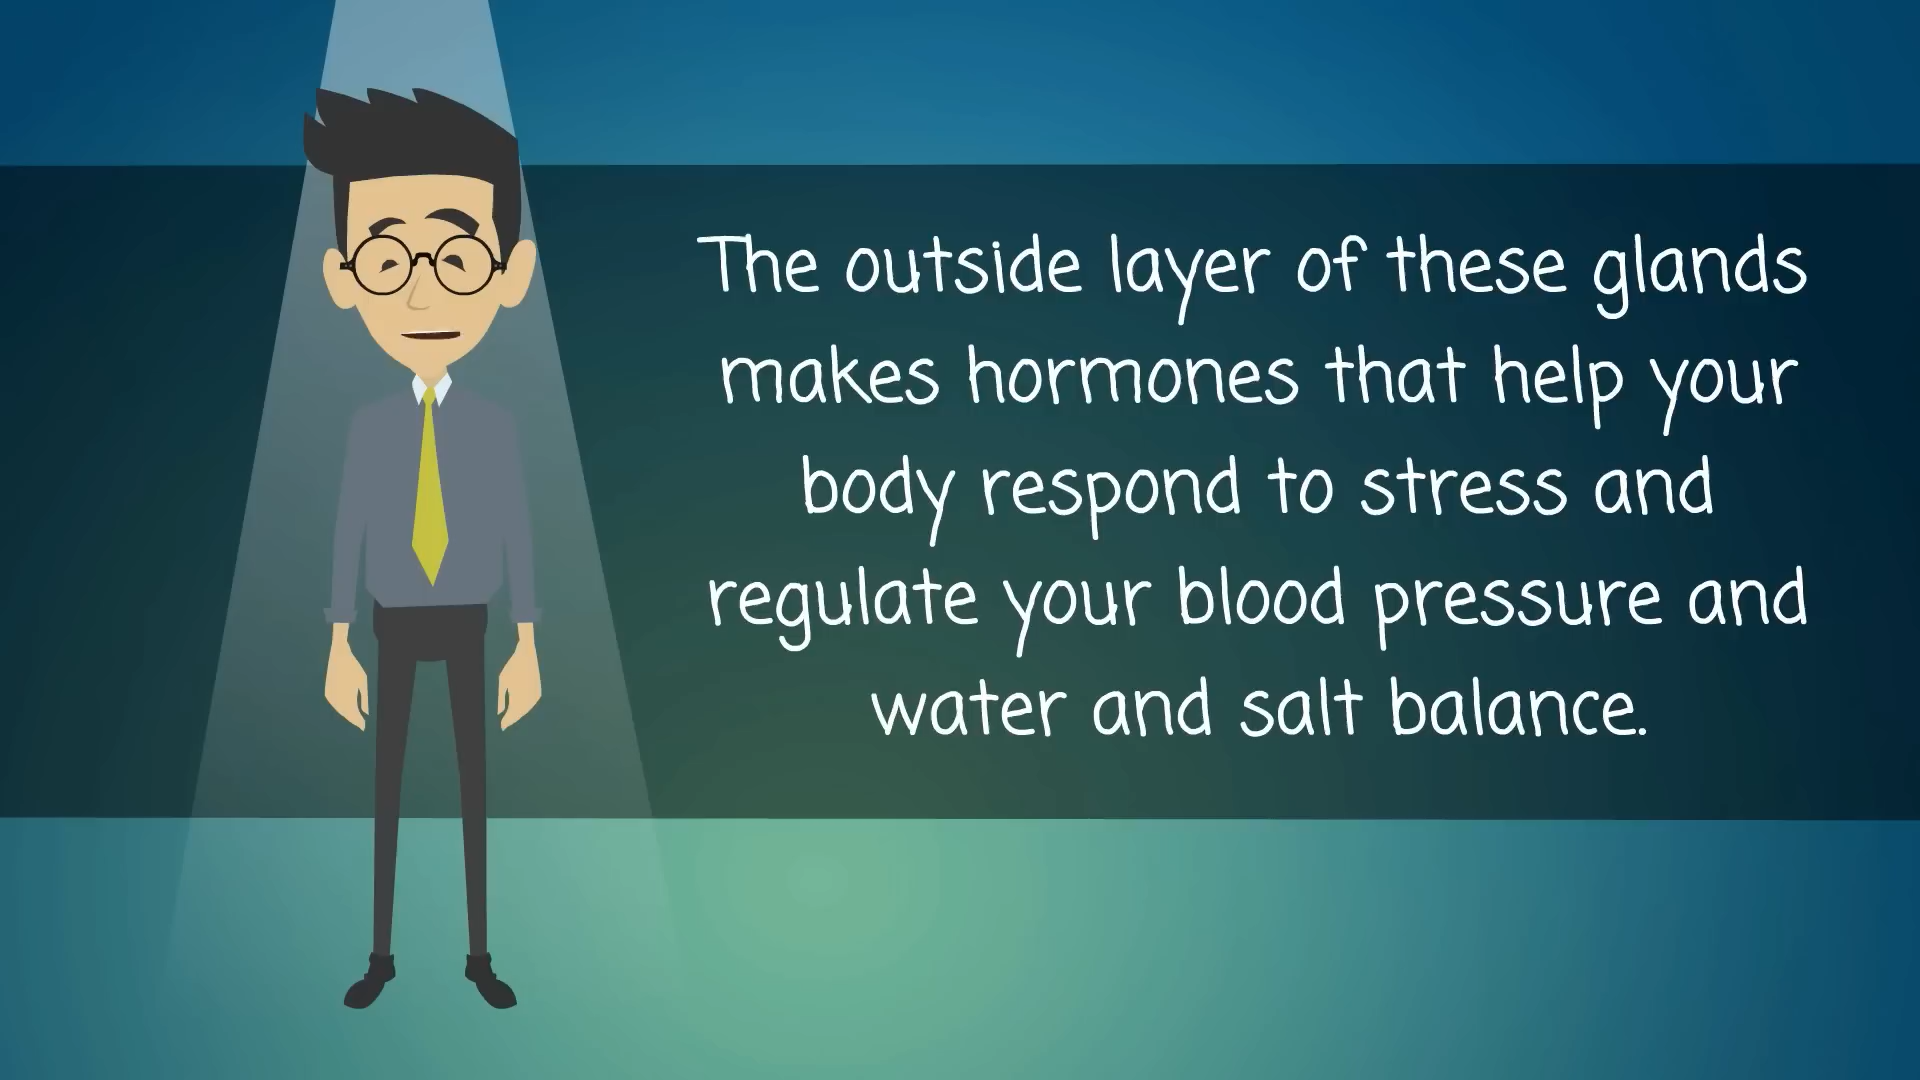 The outside layer of these glands
makes hormones that help your
body respond to stress and
regulate your blood pressure and
water and salt balance.